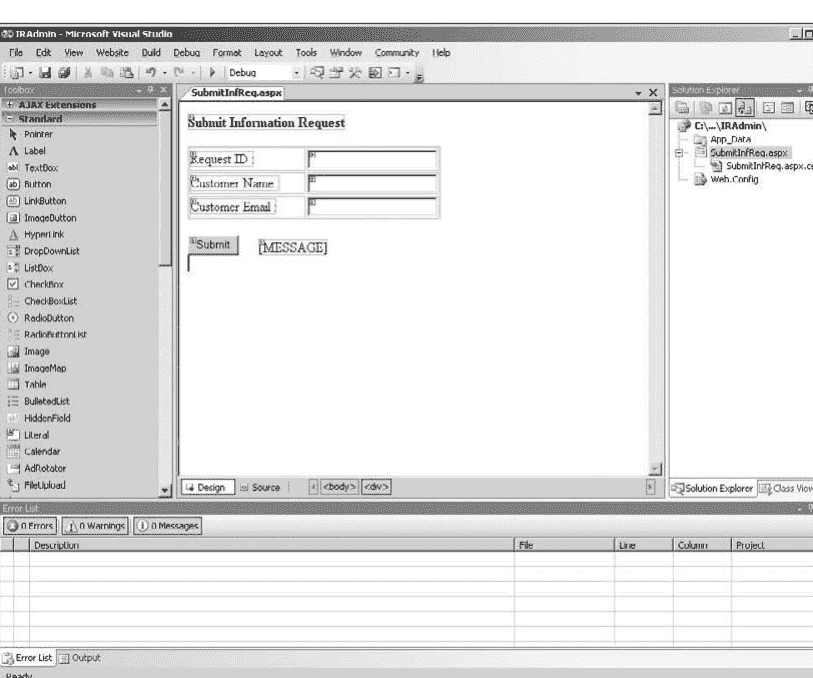 IRAdmin - Microsoft Visual Studio
File Edit View Website Build Debug Format Layout Tools Window Community Help
Debug
Toolbox
AJAX Extensions
Standard
Pointer
Label
TextBox
Button
LinkButton
ImageButton
HyperLink
DropDownList
ListBox
CheckBox
CheckBoxList
RadioButton
RadioButtonList
Image
ImageMap
Table
BulletedList
HiddenField
Literal
Calendar
AdRotator
FileUpload
SubmitInfReq.aspx
Submit Information Request
Request ID :
Customer Name
Customer Email :
Submit [MESSAGE]
Design Source <body> <div>
Solution Explorer
C:\...\IRAdmin\
App_Data
SubmitInfReq.aspx
SubmitInfReq.aspx.cs
Web.Config
Solution Explorer Class View
Error List
0 Errors 0 Warnings 0 Messages
Description File Line Column Project
Error List Output
Ready